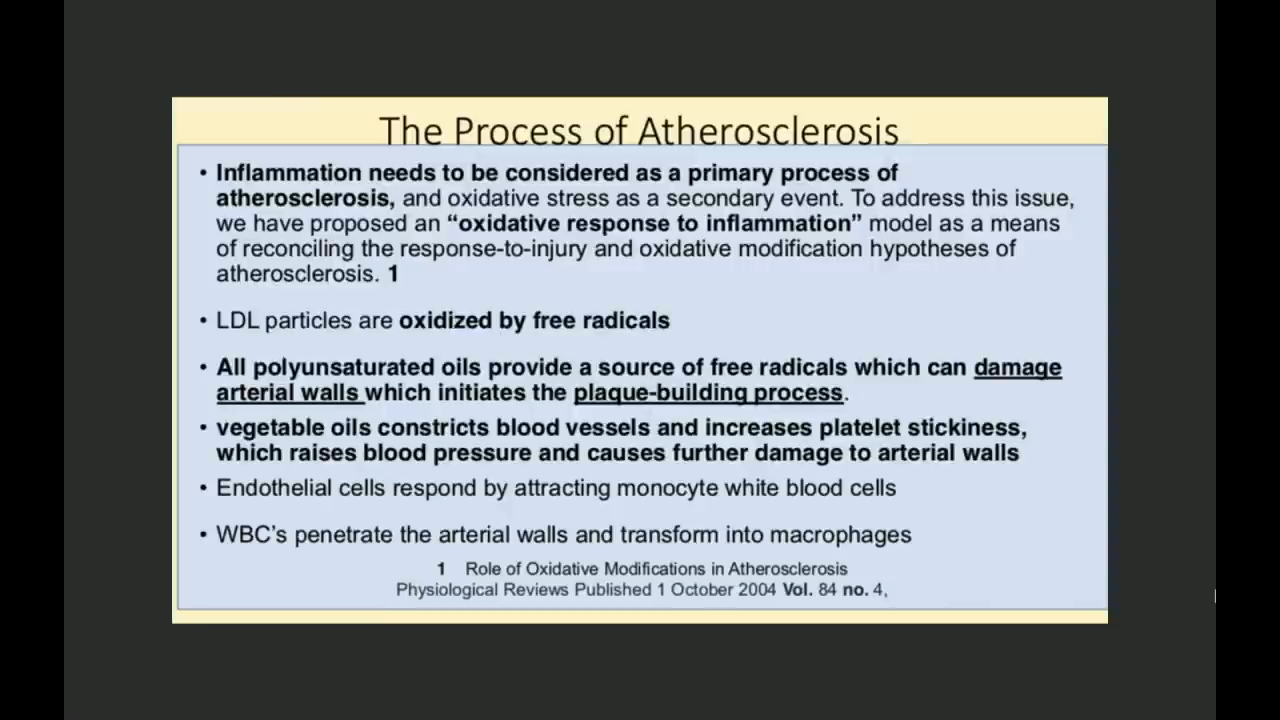 The Process of Atherosclerosis
• Inflammation needs to be considered as a primary process of
atherosclerosis, and oxidative stress as a secondary event. To address this issue,
we have proposed an “oxidative response to inflammation” model as a means
of reconciling the response-to-injury and oxidative modification hypotheses of
atherosclerosis. 1
• LDL particles are oxidized by free radicals
• All polyunsaturated oils provide a source of free radicals which can damage
arterial walls which initiates the plaque-building process.
• vegetable oils constricts blood vessels and increases platelet stickiness,
which raises blood pressure and causes further damage to arterial walls
• Endothelial cells respond by attracting monocyte white blood cells
• WBC’s penetrate the arterial walls and transform into macrophages
1 Role of Oxidative Modifications in Atherosclerosis
Physiological Reviews Published 1 October 2004 Vol. 84 no. 4,